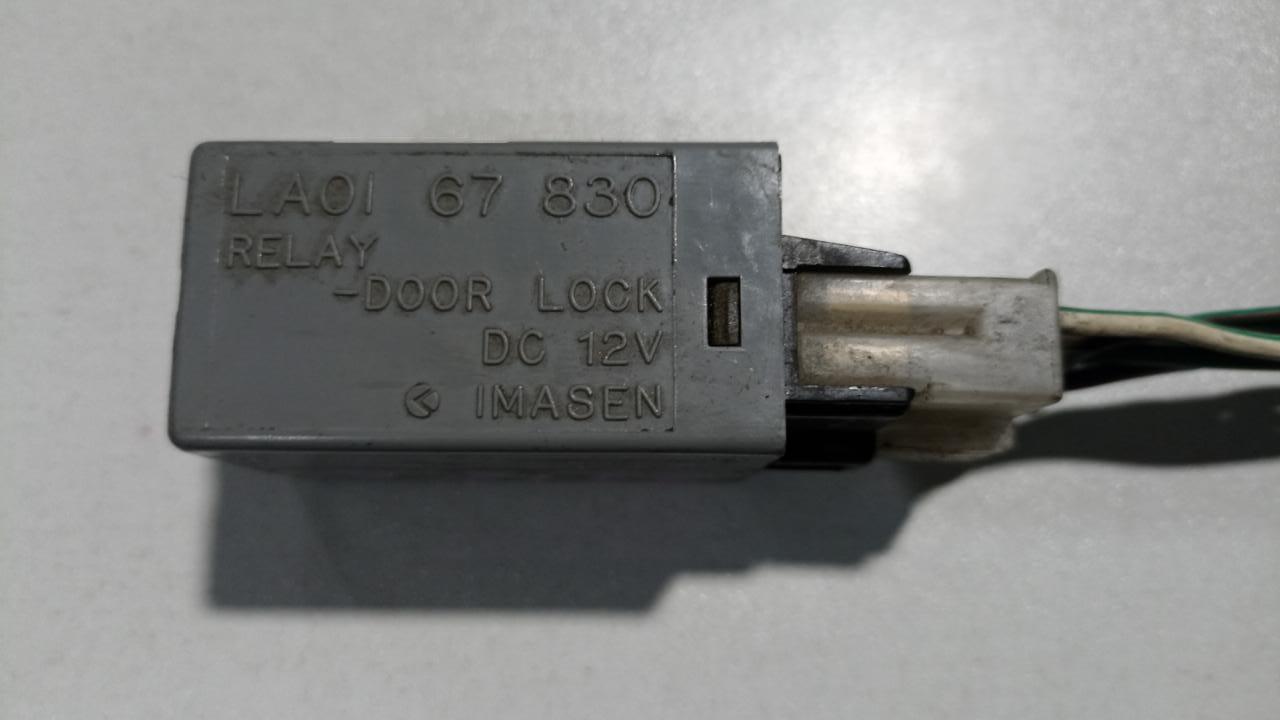 LA01 67 830
RELAY
-DOOR LOCK
DC 12V
IMASEN